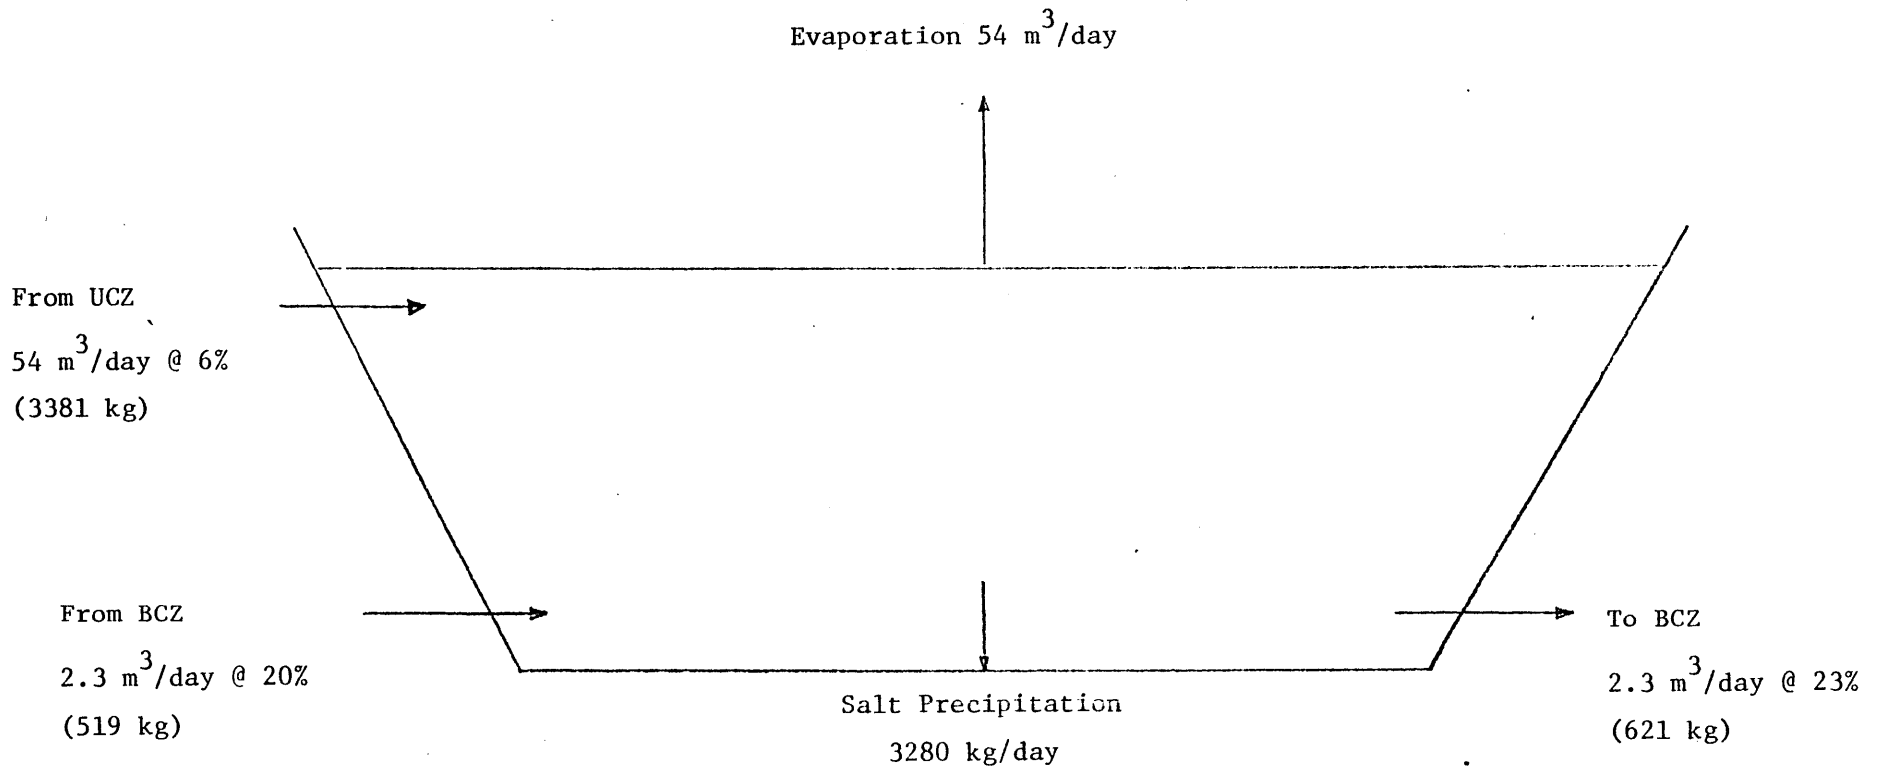 Evaporation 54 m³/day
From UCZ
54 m³/day @ 6%
(3381 kg)
From BCZ
2.3 m³/day @ 20%
(519 kg)
Salt Precipitation
3280 kg/day
To BCZ
2.3 m³/day @ 23%
(621 kg)